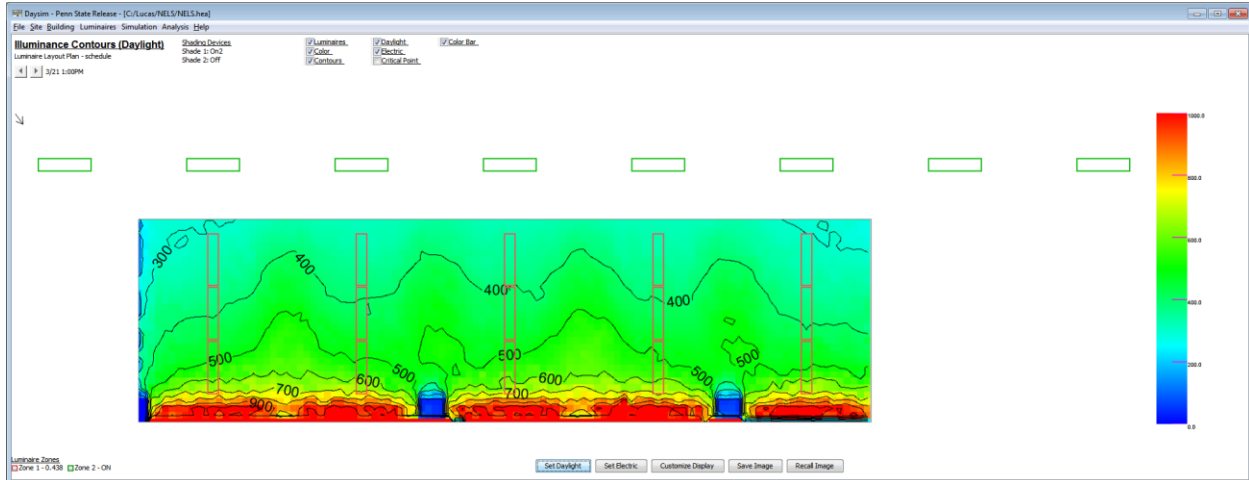 Daysim - Penn State Release - [C:/Lucas/NELS/NELS.hea]
File Site Building Luminaires Simulation Analysis Help
Illuminance Contours (Daylight)
Luminaire Layout Plan - schedule
3/21 1:00PM
Shading Devices
Shade 1: On2
Shade 2: Off
Luminaires Daylight Color Bar
Color Electric
Contours Critical Point
1000.0
800.0
600.0
400.0
200.0
0.0
300 400 400 400
500 500 500 500 500
600 600
700 700
900
Luminaire Zones
Zone 1 - 0.438 Zone 2 - ON
Set Daylight Set Electric Customize Display Save Image Recall Image